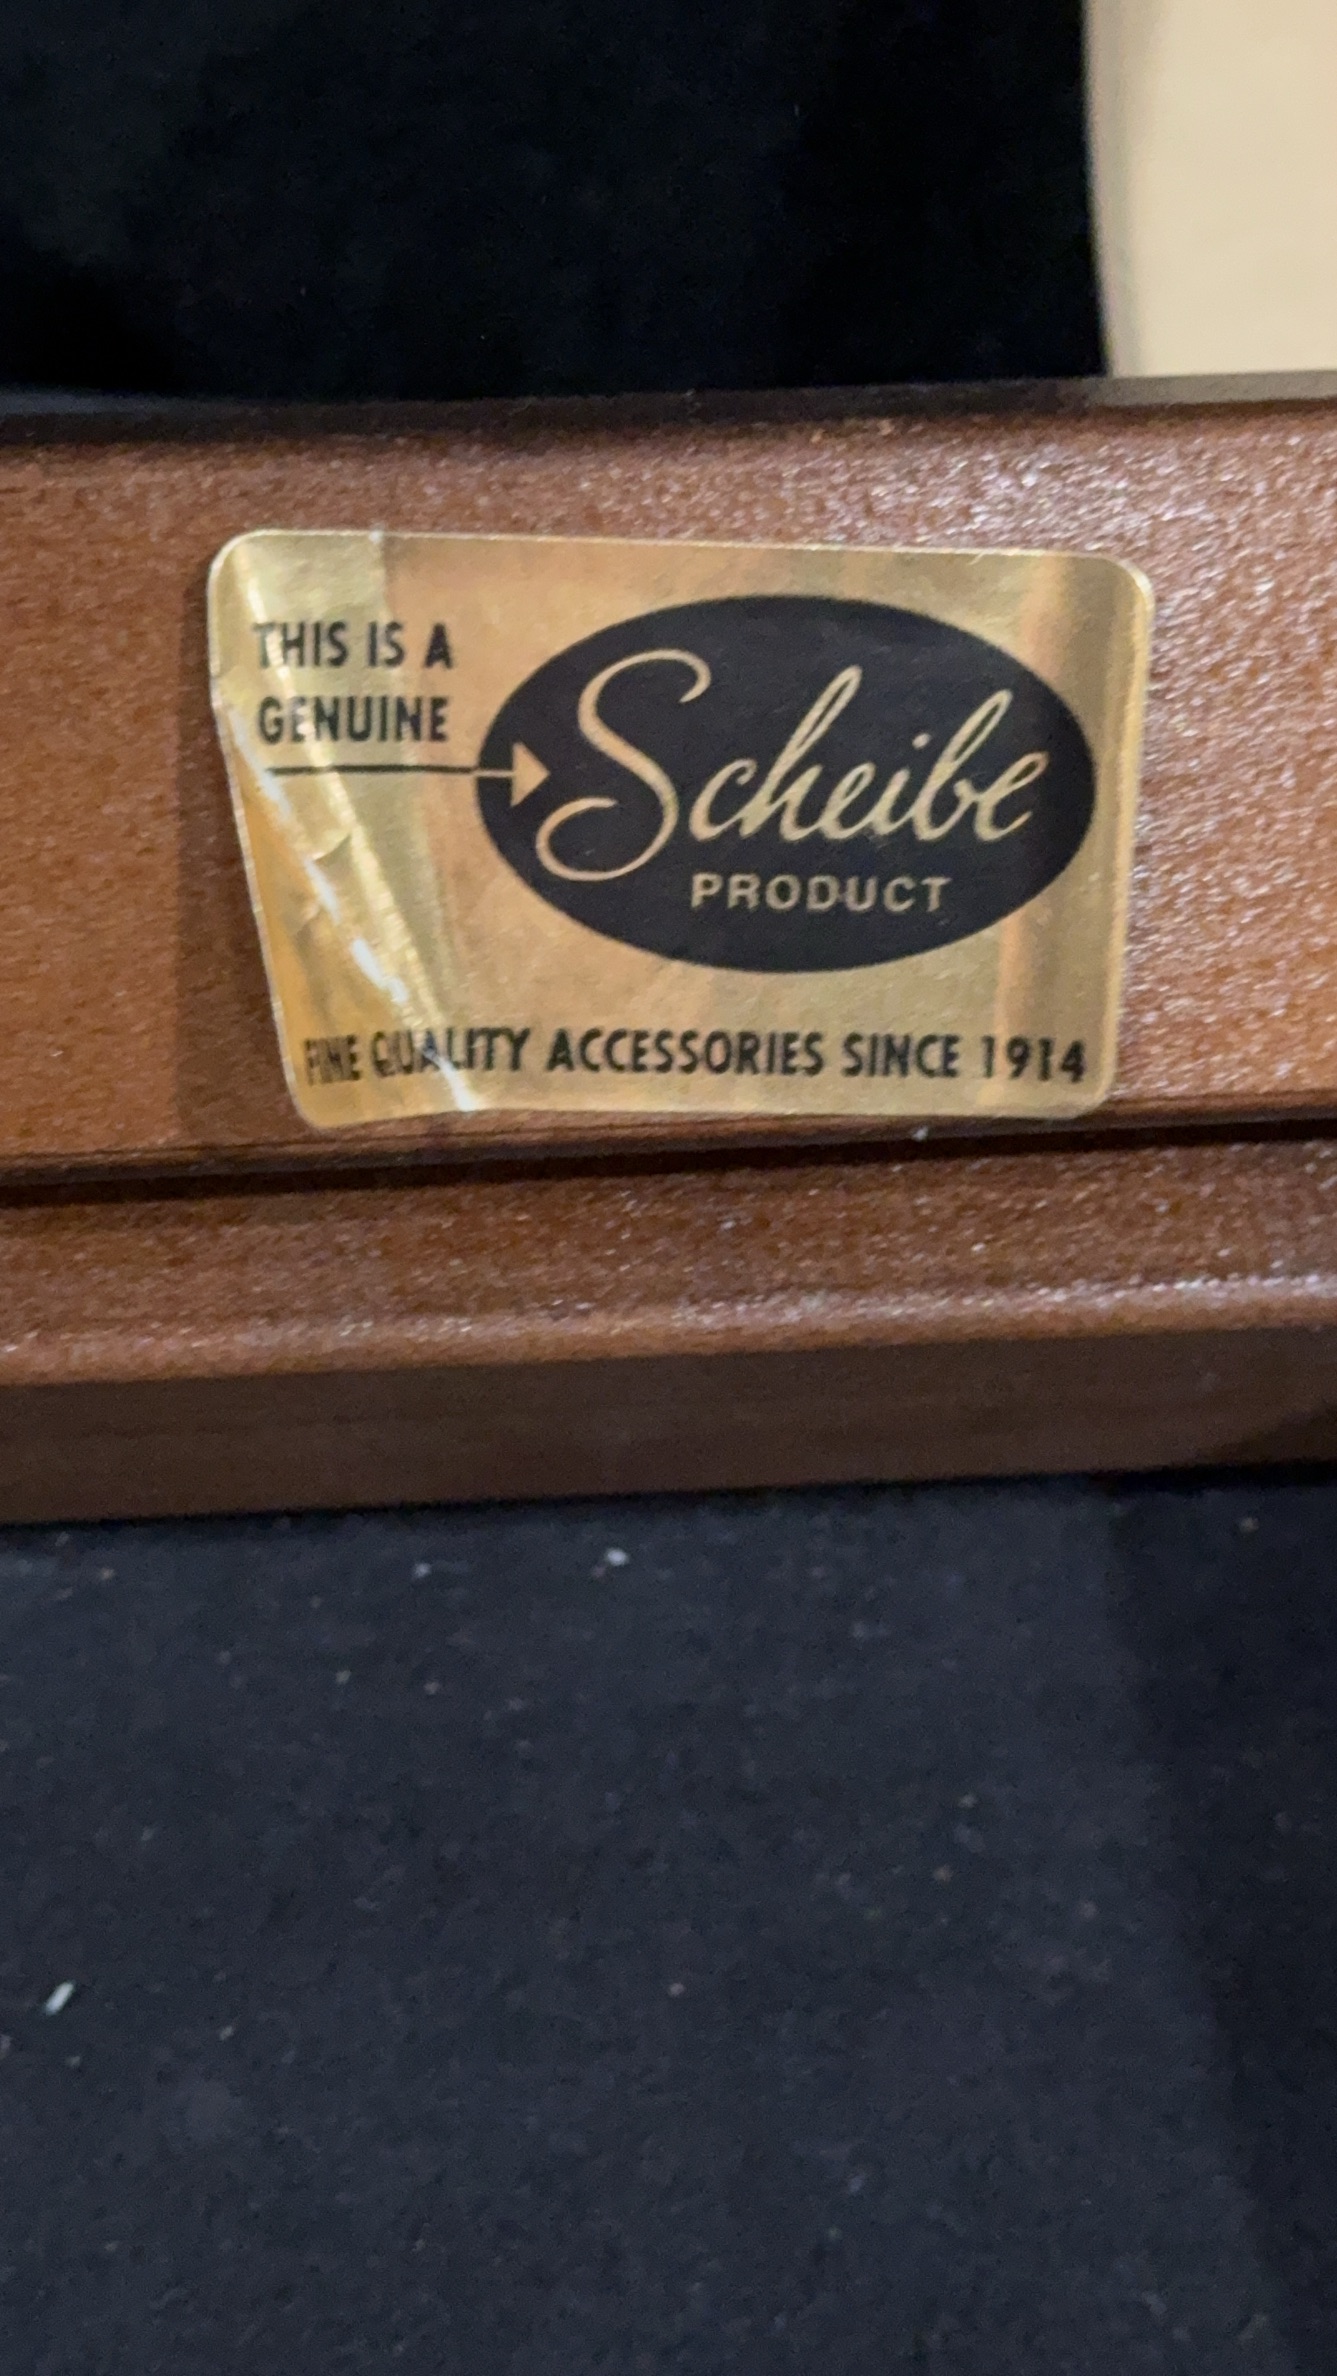 THIS IS A
GENUINE
Scheibe
PRODUCT
FINE QUALITY ACCESSORIES SINCE 1914